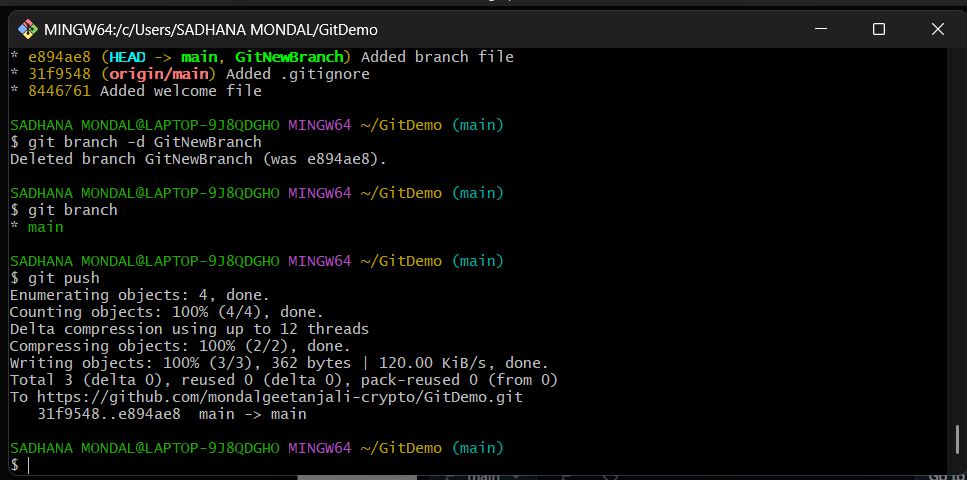 MINGW64:/c/Users/SADHANA MONDAL/GitDemo
* e894ae8 (HEAD -> main, GitNewBranch) Added branch file
* 31f9548 (origin/main) Added .gitignore
* 8446761 Added welcome file
SADHANA MONDAL@LAPTOP-9J8QDGHO MINGW64 ~/GitDemo (main)
$ git branch -d GitNewBranch
Deleted branch GitNewBranch (was e894ae8).
SADHANA MONDAL@LAPTOP-9J8QDGHO MINGW64 ~/GitDemo (main)
$ git branch
* main
SADHANA MONDAL@LAPTOP-9J8QDGHO MINGW64 ~/GitDemo (main)
$ git push
Enumerating objects: 4, done.
Counting objects: 100% (4/4), done.
Delta compression using up to 12 threads
Compressing objects: 100% (2/2), done.
Writing objects: 100% (3/3), 362 bytes | 120.00 KiB/s, done.
Total 3 (delta 0), reused 0 (delta 0), pack-reused 0 (from 0)
To https://github.com/mondalgeetanjali-crypto/GitDemo.git
31f9548..e894ae8  main -> main
SADHANA MONDAL@LAPTOP-9J8QDGHO MINGW64 ~/GitDemo (main)
$
main
Go to